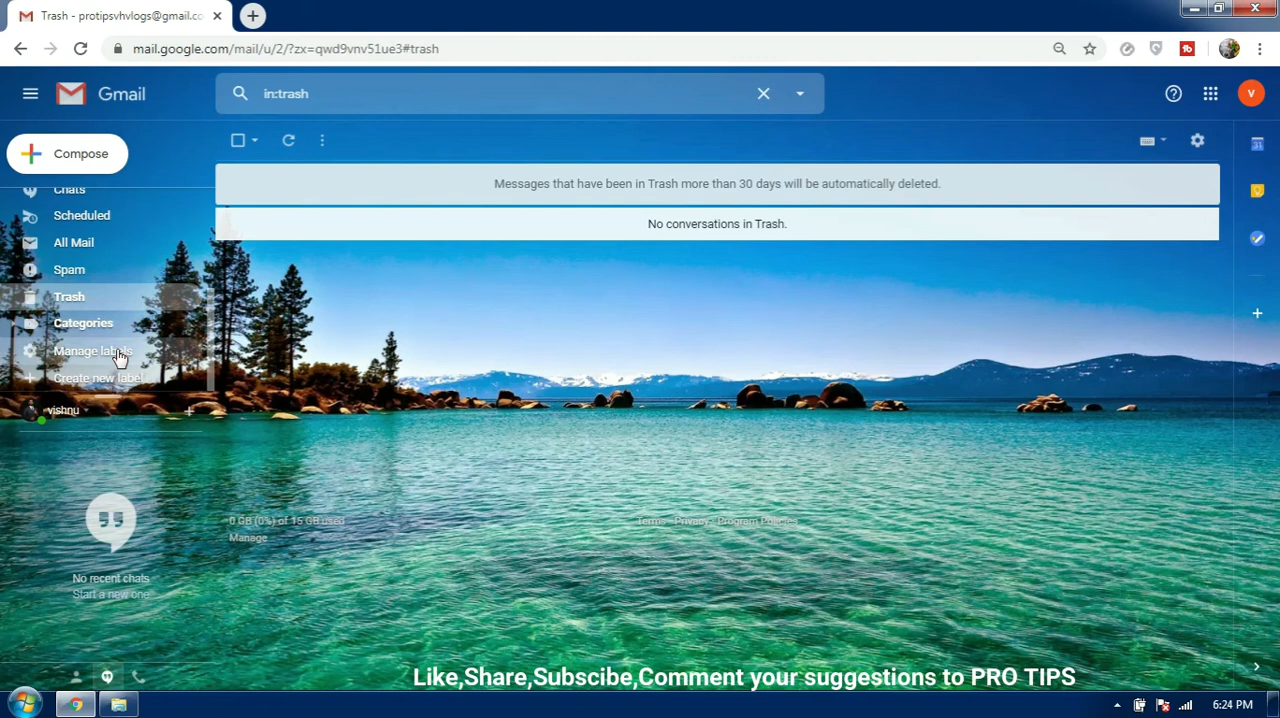 Trash - protipsvhvlogs@gmail.co
mail.google.com/mail/u/2/?zx=qwd9vnv51ue3#trash
Gmail
in:trash
V
Compose
Messages that have been in Trash more than 30 days will be automatically deleted.
No conversations in Trash.
Chats
Scheduled
All Mail
Spam
Trash
Categories
Manage labels
Create new label
vishnu
0 GB (0%) of 15 GB used
Manage
Terms · Privacy · Program Policies
No recent chats
Start a new one
Like,Share,Subscibe,Comment your suggestions to PRO TIPS
6:24 PM